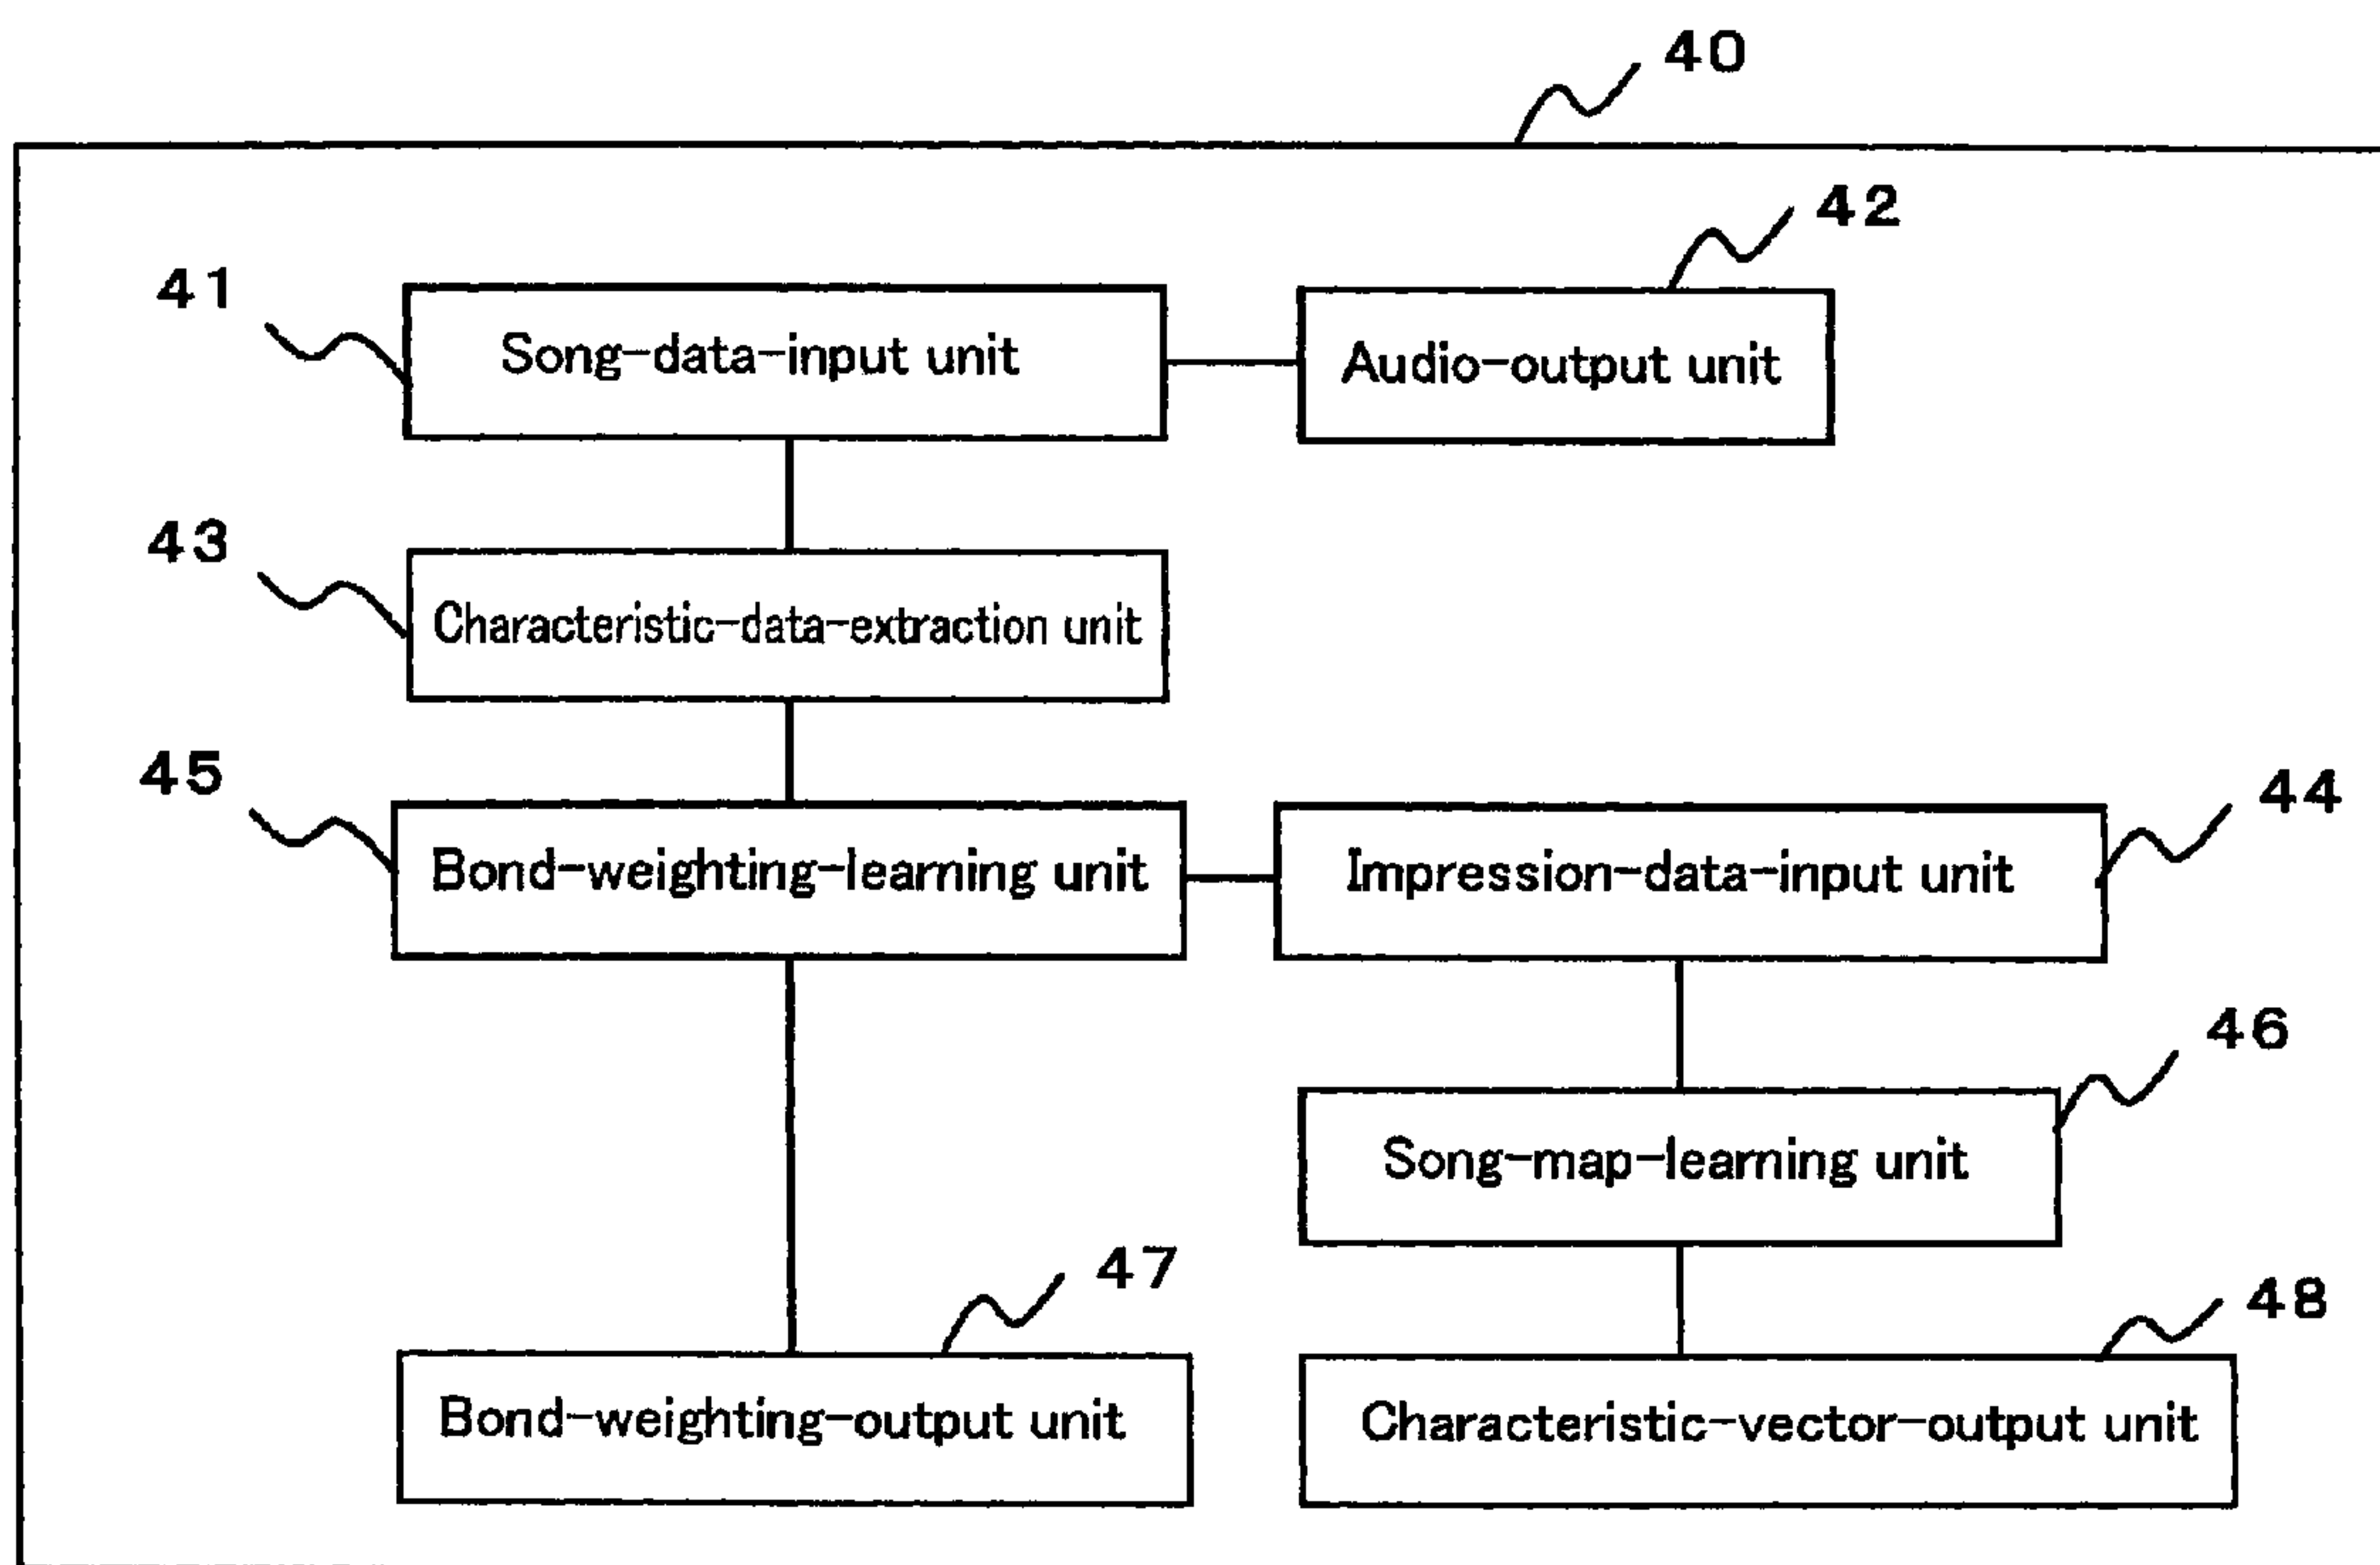 40
42
41
Song-data-input unit
Audio-output unit
43
Characteristic-data-extraction unit
45
44
Bond-weighting-learning unit
Impression-data-input unit
46
Song-map-learning unit
47
48
Bond-weighting-output unit
Characteristic-vector-output unit